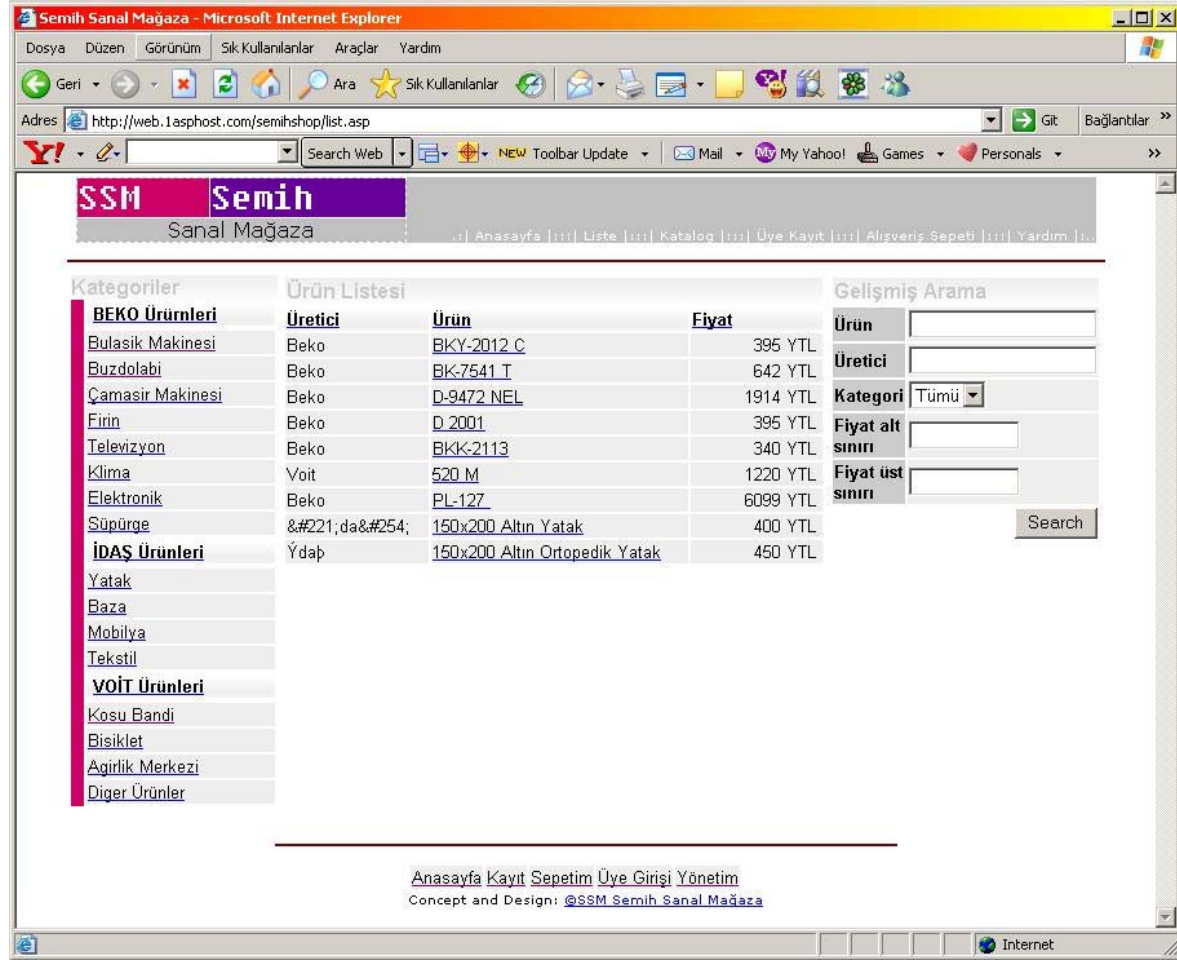 Semih Sanal Mağaza - Microsoft Internet Explorer
Dosya Düzen Görünüm Sık Kullanılanlar Araçlar Yardım
Geri Ara Sık Kullanılanlar
Adres http://web.1asphost.com/semihshop/list.asp Git Bağlantılar »
Y! Search Web NEW Toolbar Update Mail My My Yahoo! Games Personals »
SSM Semih
Sanal Mağaza
.:| Anasayfa |::| Liste |::| Katalog |::| Üye Kayıt |::| Alışveriş Sepeti |::| Yardım |:..
Kategoriler
BEKO Ürürnleri
Bulasik Makinesi
Buzdolabi
Çamasir Makinesi
Firin
Televizyon
Klima
Elektronik
Süpürge
İDAŞ Ürünleri
Yatak
Baza
Mobilya
Tekstil
VOİT Ürünleri
Kosu Bandi
Bisiklet
Agirlik Merkezi
Diger Ürünler
Ürün Listesi
Üretici Ürün Fiyat
Beko BKY-2012 C 395 YTL
Beko BK-7541 T 642 YTL
Beko D-9472 NEL 1914 YTL
Beko D 2001 395 YTL
Beko BKK-2113 340 YTL
Voit 520 M 1220 YTL
Beko PL-127 6099 YTL
&#221;da&#254; 150x200 Altın Yatak 400 YTL
Ýdaþ 150x200 Altın Ortopedik Yatak 450 YTL
Gelişmiş Arama
Ürün
Üretici
Kategori Tümü
Fiyat alt
sınırı
Fiyat üst
sınırı
Search
Anasayfa Kayıt Sepetim Üye Girişi Yönetim
Concept and Design: @SSM Semih Sanal Mağaza
Internet